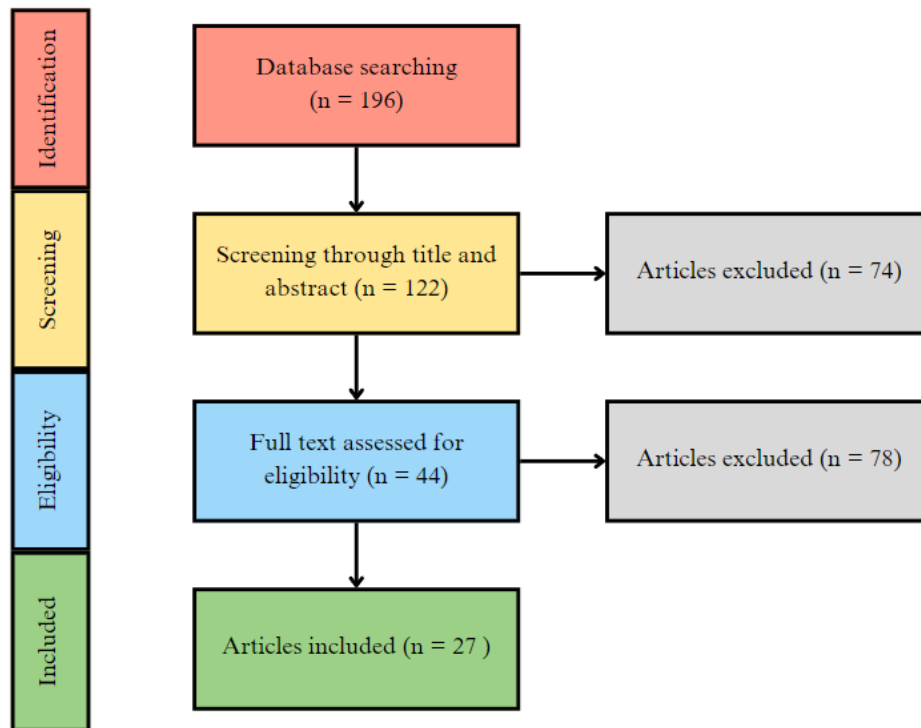 Identification
Database searching
(n = 196)
Screening
Screening through title and
abstract (n = 122)
Articles excluded (n = 74)
Eligibility
Full text assessed for
eligibility (n = 44)
Articles excluded (n = 78)
Included
Articles included (n = 27 )